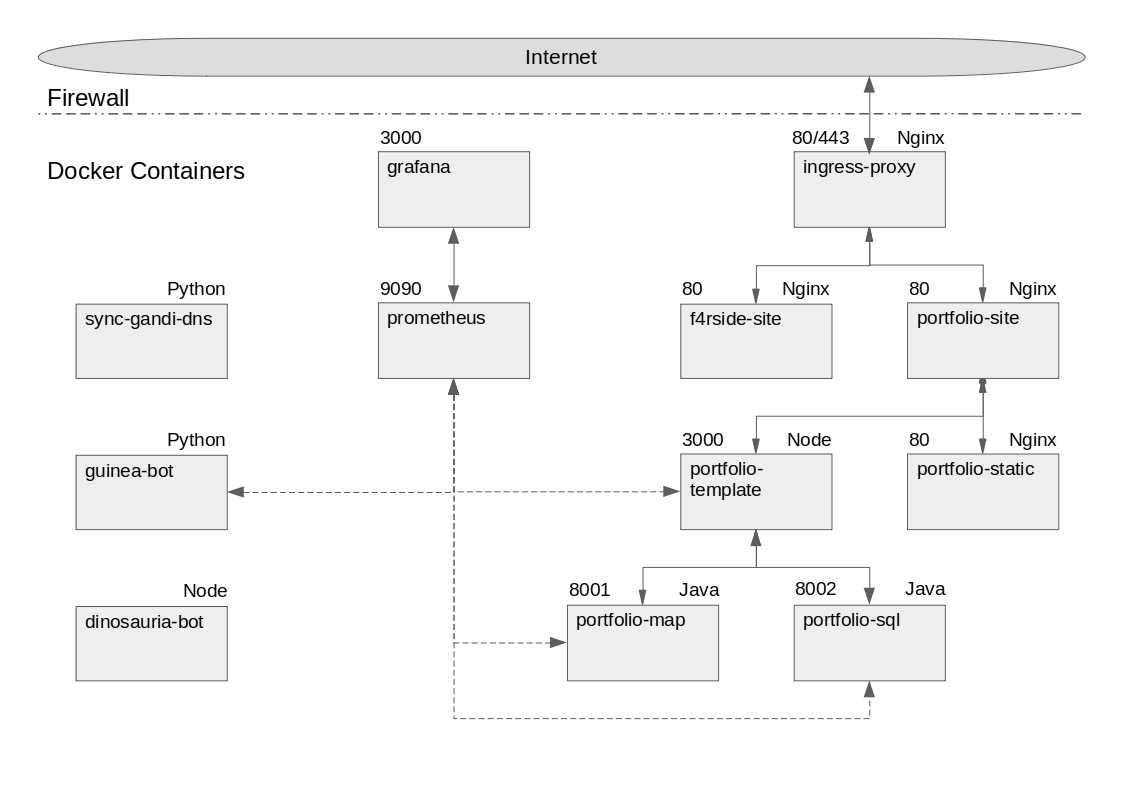 Internet
Firewall
3000
80/443 Nginx
Docker Containers
grafana
ingress-proxy
Python
9090
80 Nginx
80 Nginx
sync-gandi-dns
prometheus
f4rside-site
portfolio-site
Python
3000 Node
80 Nginx
guinea-bot
portfolio-
template
portfolio-static
Node
8001 Java
8002 Java
dinosauria-bot
portfolio-map
portfolio-sql